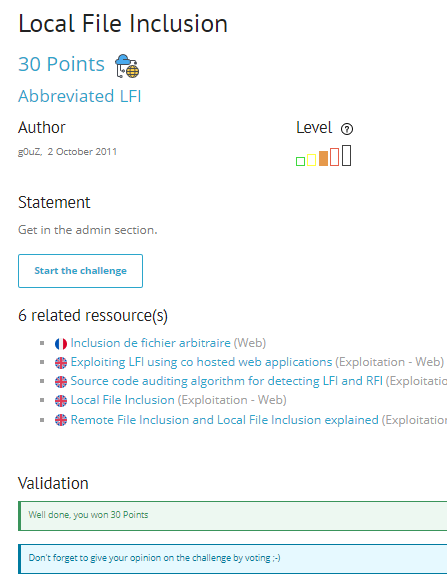 Local File Inclusion
30 Points
Abbreviated LFI
Author
Level ?
g0uZ, 2 October 2011
Statement
Get in the admin section.
Start the challenge
6 related ressource(s)
Inclusion de fichier arbitraire (Web)
Exploiting LFI using co hosted web applications (Exploitation - Web)
Source code auditing algorithm for detecting LFI and RFI (Exploitatio
Local File Inclusion (Exploitation - Web)
Remote File Inclusion and Local File Inclusion explained (Exploitation
Validation
Well done, you won 30 Points
Don't forget to give your opinion on the challenge by voting ;-)